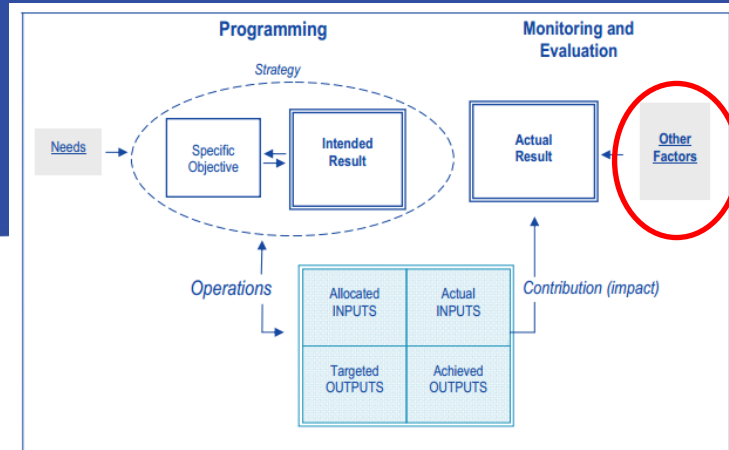 Programming
Monitoring and
Evaluation
Strategy
Needs
Specific
Objective
Intended
Result
Actual
Result
Other
Factors
Operations
Allocated
INPUTS
Actual
INPUTS
Contribution (impact)
Targeted
OUTPUTS
Achieved
OUTPUTS